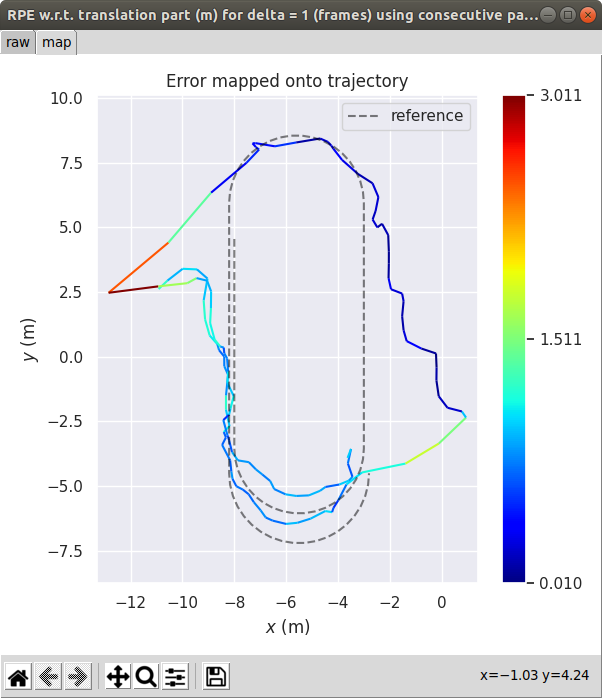 RPE w.r.t. translation part (m) for delta = 1 (frames) using consecutive pa...
raw map
Error mapped onto trajectory
reference
10.0
7.5
5.0
2.5
0.0
−2.5
−5.0
−7.5
y (m)
−12 −10 −8 −6 −4 −2 0
x (m)
3.011
1.511
0.010
x=−1.03 y=4.24